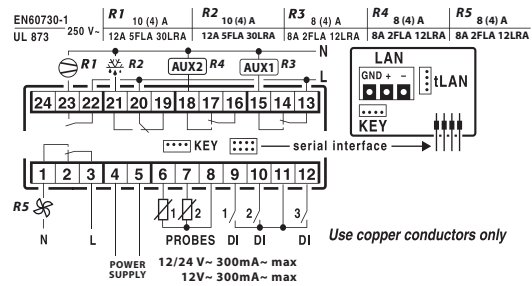 EN60730-1 250 V~ R1 10 (4) A R2 10 (4) A R3 8 (4) A R4 8 (4) A R5 8 (4) A
UL 873 12A 5FLA 30LRA 12A 5FLA 30LRA 8A 2FLA 12LRA 8A 2FLA 12LRA 8A 2FLA 12LRA
N
R1 R2 AUX2 R4 AUX1 R3
L
24 23 22 21 20 19 18 17 16 15 14 13
LAN
GND + -
tLAN
KEY
KEY serial interface
1 2 3 4 5 6 7 8 9 10 11 12
R5 1 2 1 2 3
N L PROBES DI DI DI
Use copper conductors only
POWER SUPPLY 12/24 V~ 300mA~ max
12V~ 300mA~ max